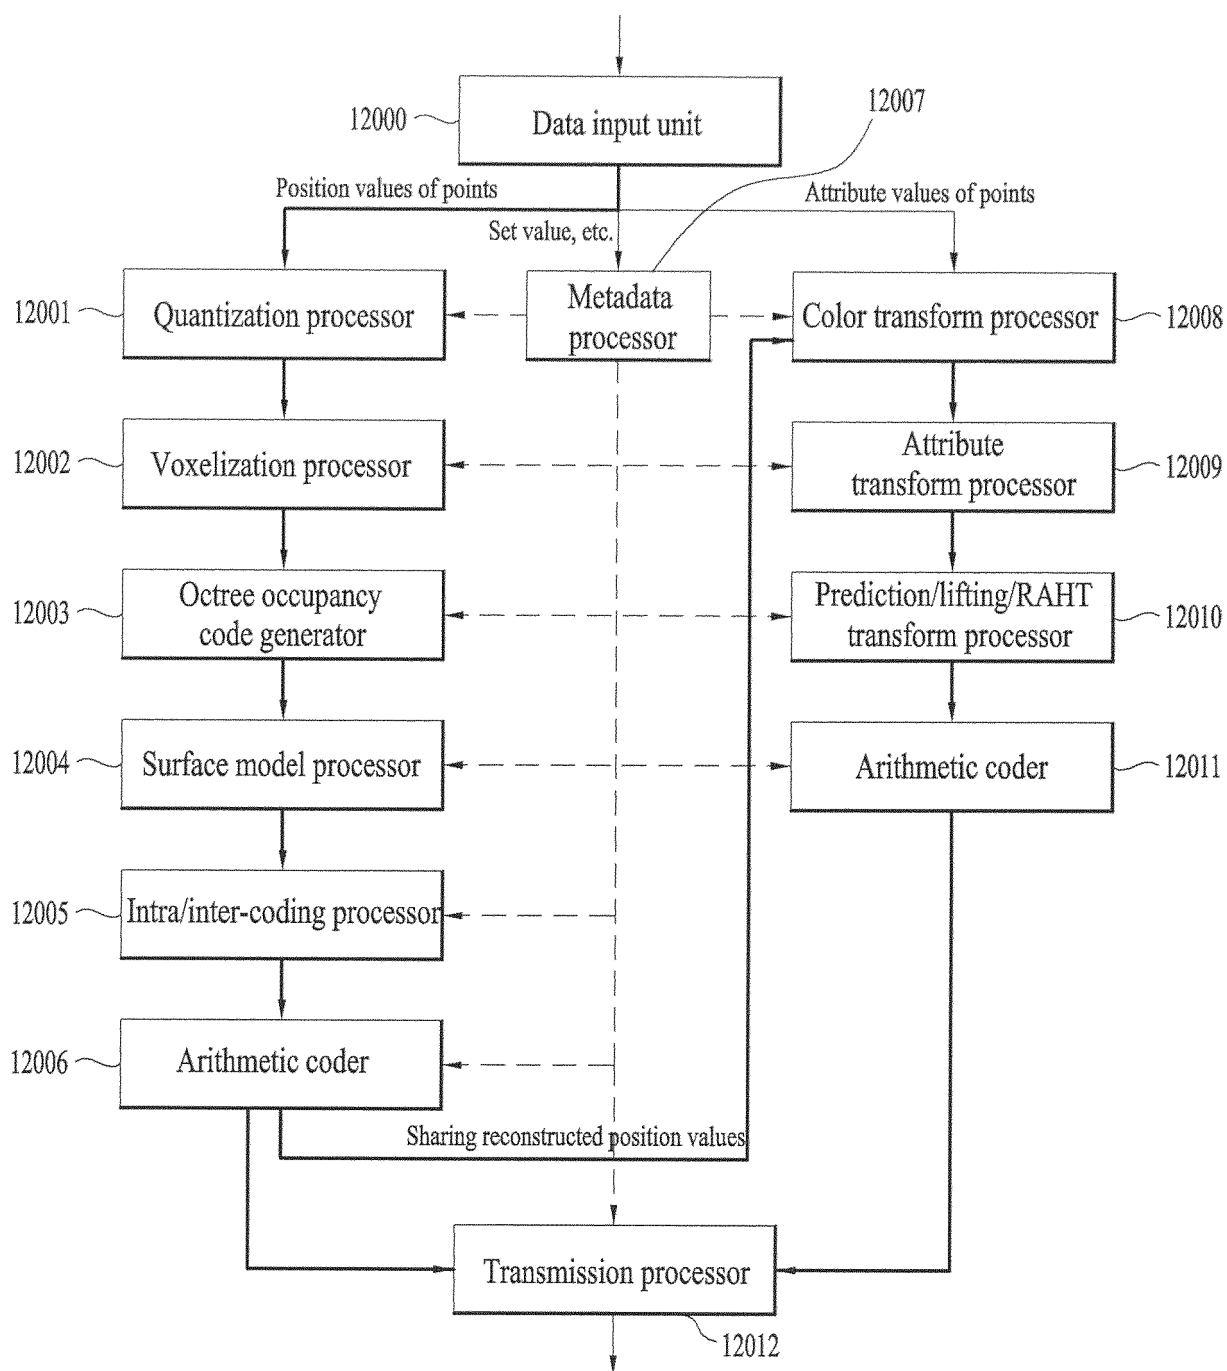 12000
Data input unit
12007
Position values of points
Attribute values of points
Set value, etc.
12001
Quantization processor
Metadata
processor
Color transform processor
12008
12002
Voxelization processor
Attribute
transform processor
12009
12003
Octree occupancy
code generator
Prediction/lifting/RAHT
transform processor
12010
12004
Surface model processor
Arithmetic coder
12011
12005
Intra/inter-coding processor
12006
Arithmetic coder
Sharing reconstructed position values
Transmission processor
12012